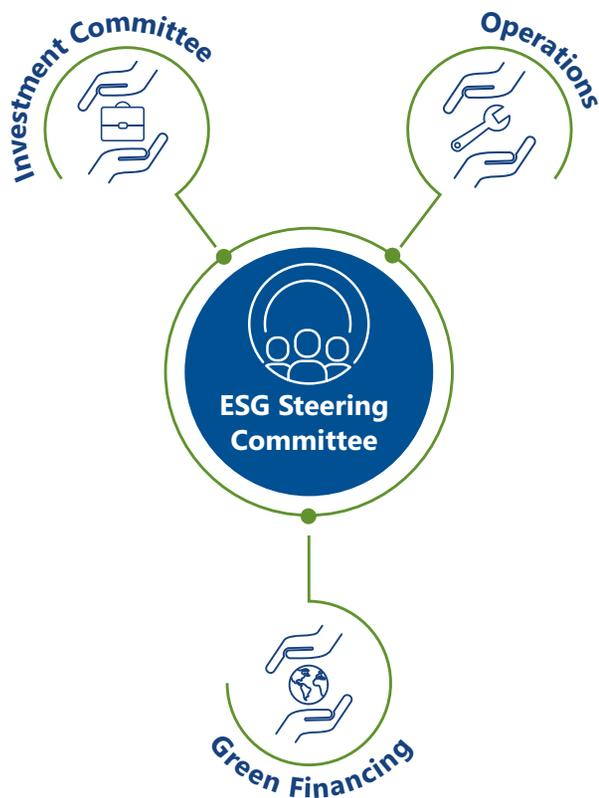 Investment Committee
Operations
ESG Steering
Committee
Green Financing